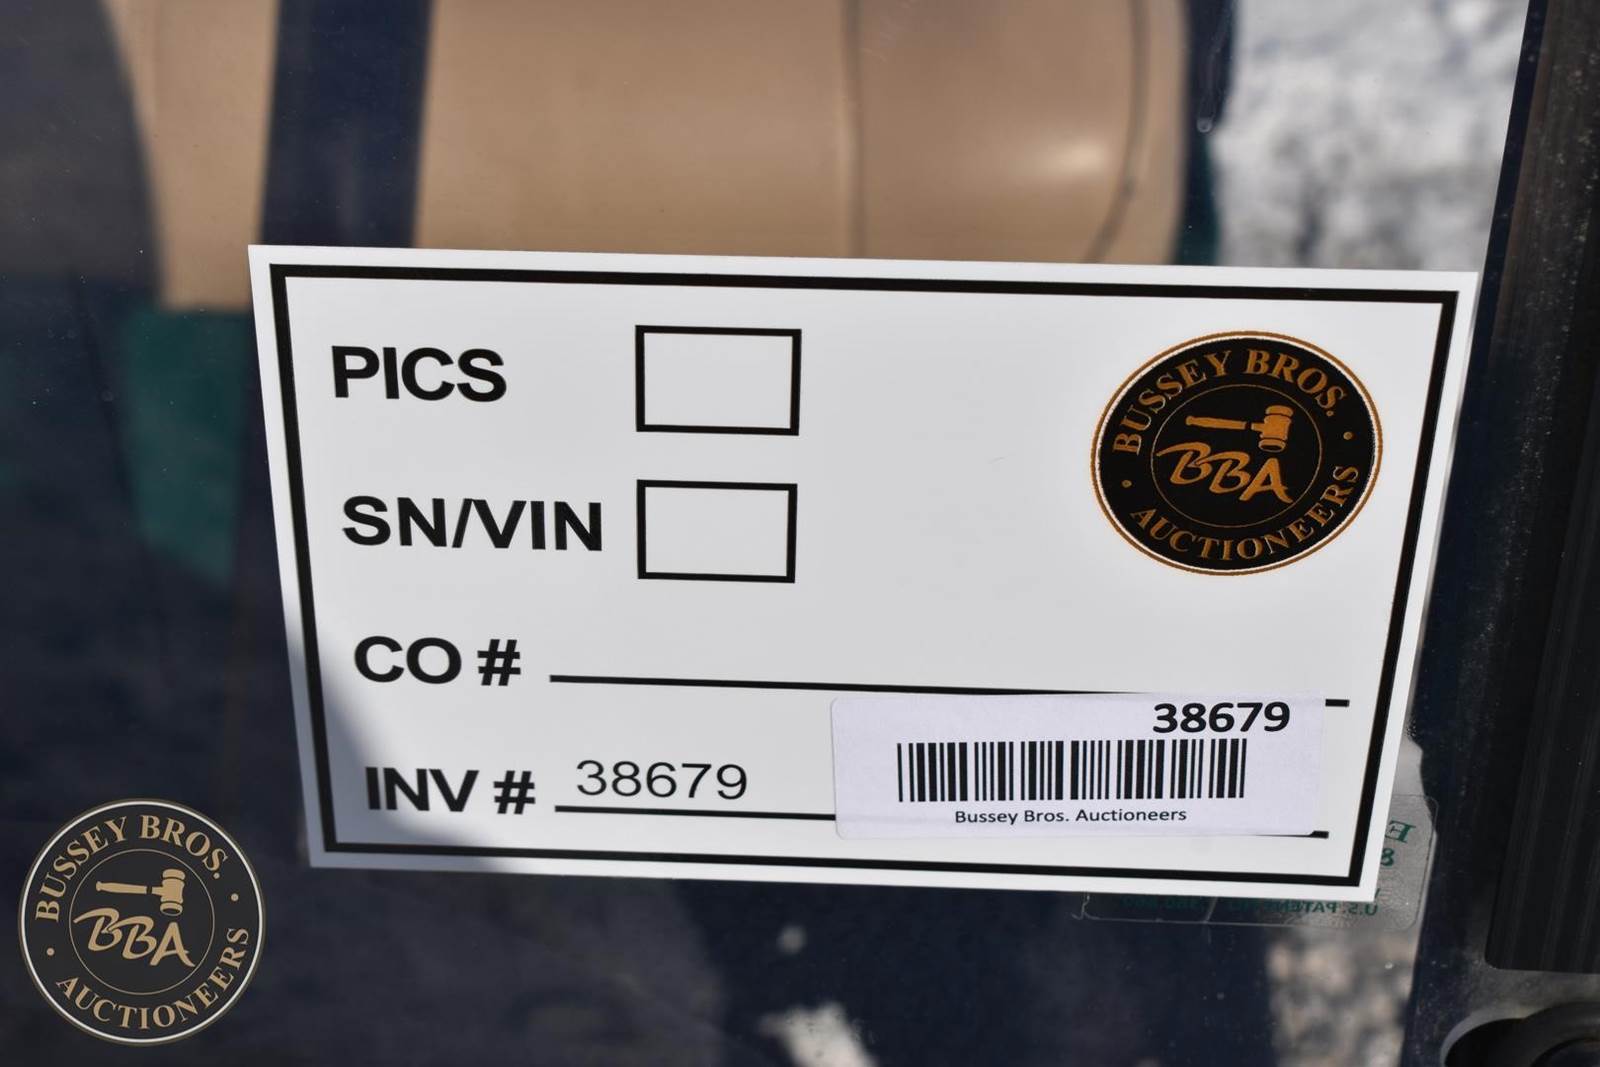 PICS
BUSSEY BROS.
BBA
AUCTIONEERS
SN/VIN
CO #
38679
INV # 38679
Bussey Bros. Auctioneers
BUSSEY BROS.
BBA
AUCTIONEERS